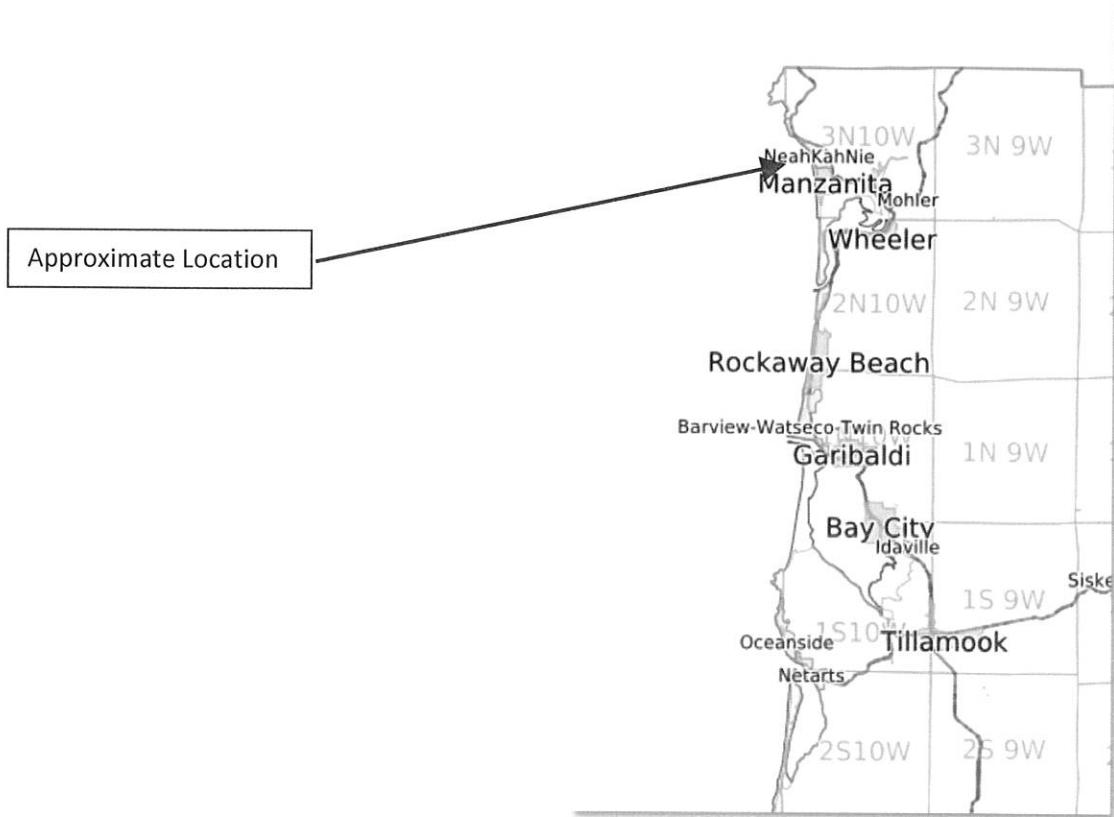 3N10W
3N 9W
NeahKahNie
Manzanita
Mohler
Approximate Location
Wheeler
2N10W
2N 9W
Rockaway Beach
Barview-Watseco-Twin Rocks
Garibaldi
1N 9W
Bay City
Idaville
Siske
1S 9W
1S10W
Tillamook
Oceanside
Netarts
2S10W
2S 9W